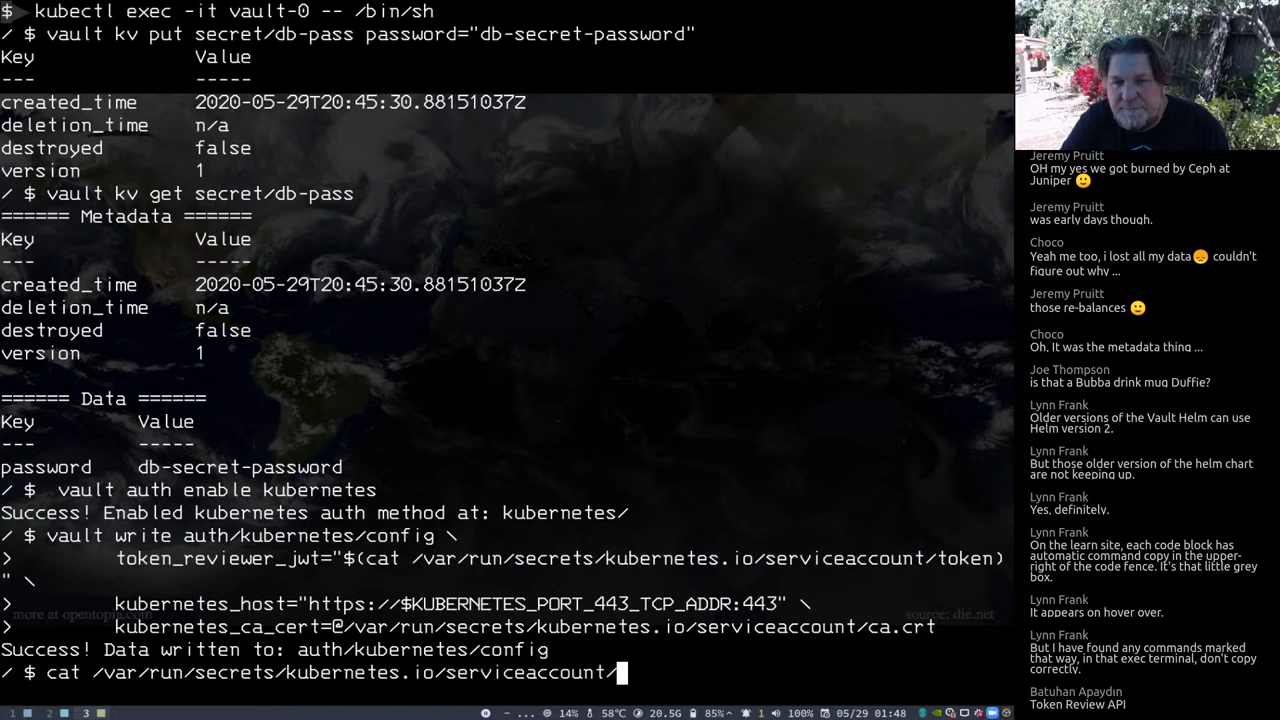 $ kubectl exec -it vault-0 -- /bin/sh
/ $ vault kv put secret/db-pass password="db-secret-password"
Key Value
--- -----
created_time 2020-05-29T20:45:30.88151037Z
deletion_time n/a
destroyed false
version 1
/ $ vault kv get secret/db-pass
====== Metadata ======
Key Value
--- -----
created_time 2020-05-29T20:45:30.88151037Z
deletion_time n/a
destroyed false
version 1
====== Data ======
Key Value
--- -----
password db-secret-password
/ $  vault auth enable kubernetes
Success! Enabled kubernetes auth method at: kubernetes/
/ $ vault write auth/kubernetes/config \
> token_reviewer_jwt="$(cat /var/run/secrets/kubernetes.io/serviceaccount/token)
" \
> kubernetes_host="https://$KUBERNETES_PORT_443_TCP_ADDR:443" \
more at opentopia.com source: die.net
> kubernetes_ca_cert=@/var/run/secrets/kubernetes.io/serviceaccount/ca.crt
Success! Data written to: auth/kubernetes/config
/ $ cat /var/run/secrets/kubernetes.io/serviceaccount/
1 2 3 - ... 14% 58°C 20.5G 85%^ 1 100% 05/29 01:48
Jeremy Pruitt
OH my yes we got burned by Ceph at
Juniper 🙂
Jeremy Pruitt
was early days though.
Choco
Yeah me too, i lost all my data😞 couldn't
figure out why ...
Jeremy Pruitt
those re-balances 🙂
Choco
Oh, It was the metadata thing ...
Joe Thompson
is that a Bubba drink mug Duffie?
Lynn Frank
Older versions of the Vault Helm can use
Helm version 2.
Lynn Frank
But those older version of the helm chart
are not keeping up.
Lynn Frank
Yes, definitely.
Lynn Frank
On the learn site, each code block has
automatic command copy in the upper-
right of the code fence. It's that little grey
box.
Lynn Frank
It appears on hover over.
Lynn Frank
But I have found any commands marked
that way, in that exec terminal, don't copy
correctly.
Batuhan Apaydın
Token Review API